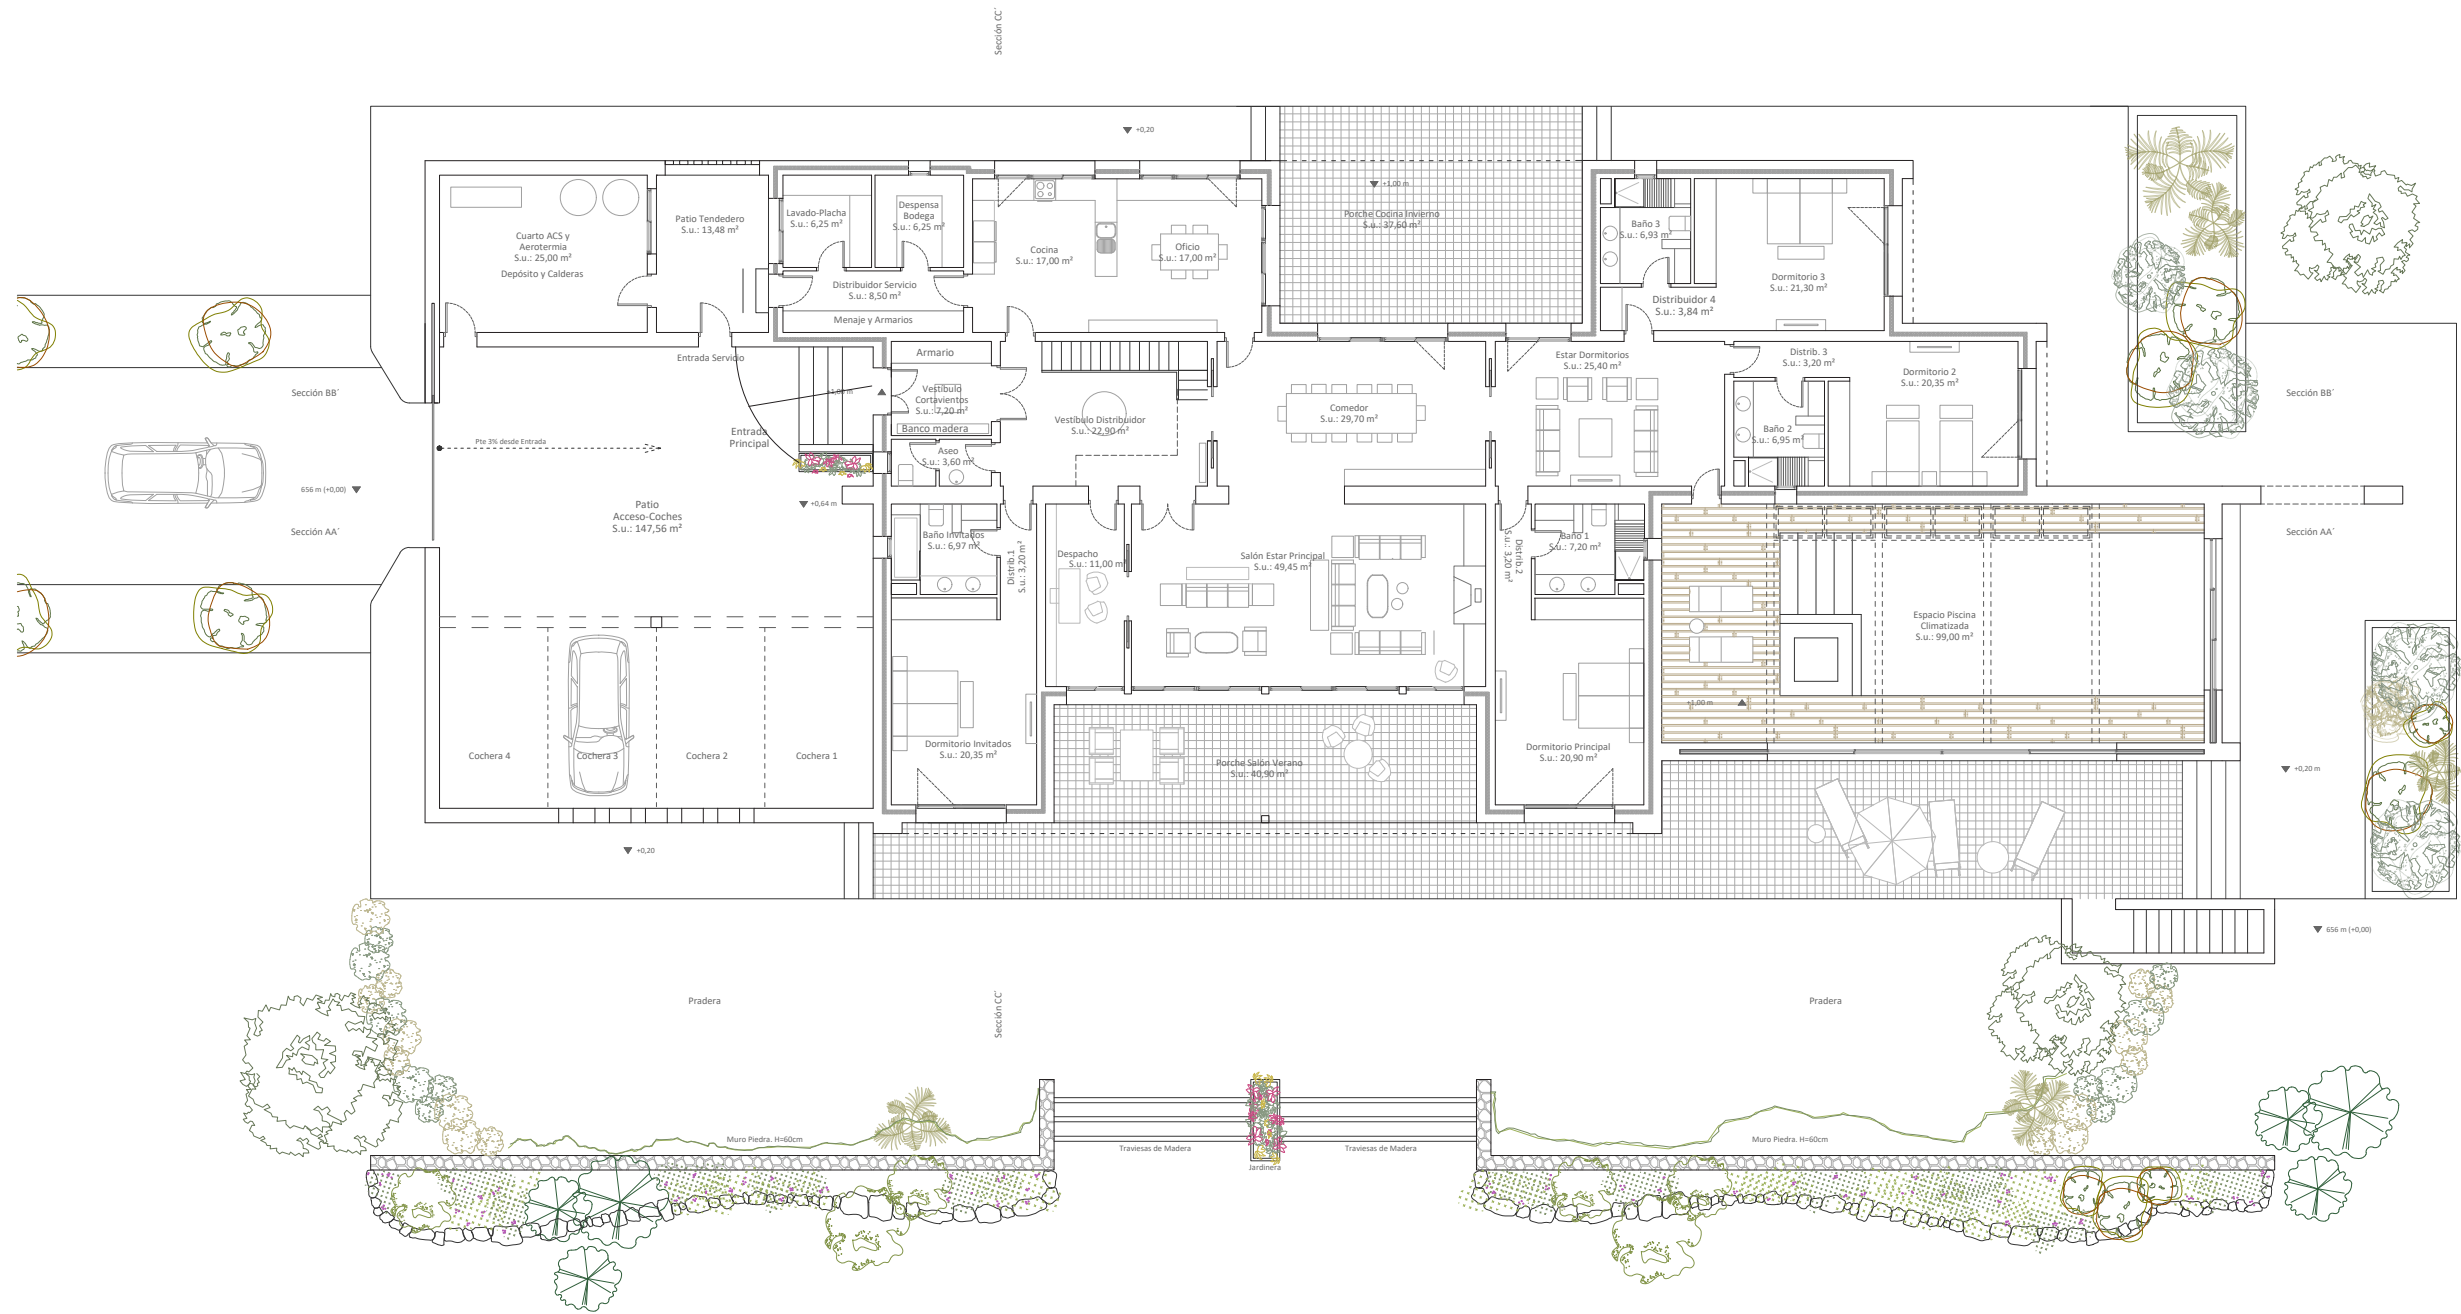 Sección CC´
+0,20
+1,00 m
Porche Cocina Invierno
S.u.: 37,60 m²
Cuarto ACS y
Aerotermia
S.u.: 25,00 m²
Depósito y Calderas
Patio Tendedero
S.u.: 13,48 m²
Lavado-Placha
S.u.: 6,25 m²
Despensa
Bodega
S.u.: 6,25 m²
Cocina
S.u.: 17,00 m²
Oficio
S.u.: 17,00 m²
Distribuidor Servicio
S.u.: 8,50 m²
Menaje y Armarios
Baño 3
S.u.: 6,93 m²
Dormitorio 3
S.u.: 21,30 m²
Distribuidor 4
S.u.: 3,84 m²
Entrada Servicio
Armario
Vestíbulo
Cortavientos
S.u.: 7,20 m²
Banco madera
+1,00 m
Entrada
Principal
Aseo
S.u.: 3,60 m²
Vestíbulo Distribuidor
S.u.: 22,90 m²
Comedor
S.u.: 29,70 m²
Estar Dormitorios
S.u.: 25,40 m²
Distrib. 3
S.u.: 3,20 m²
Dormitorio 2
S.u.: 20,35 m²
Baño 2
S.u.: 6,95 m²
Sección BB´
Sección BB´
Pte 3% desde Entrada
656 m (+0,00)
+0,64 m
Patio
Acceso-Coches
S.u.: 147,56 m²
Sección AA´
Sección AA´
Baño Invitados
S.u.: 6,97 m²
Distrib.1
S.u.: 3,20 m²
Despacho
S.u.: 11,00 m²
Salón Estar Principal
S.u.: 49,45 m²
Distrib.2
S.u.: 3,20 m²
Baño 1
S.u.: 7,20 m²
Espacio Piscina
Climatizada
S.u.: 99,00 m²
+1,00 m
Cochera 4
Cochera 3
Cochera 2
Cochera 1
Dormitorio Invitados
S.u.: 20,35 m²
Porche Salón Verano
S.u.: 40,90 m²
Dormitorio Principal
S.u.: 20,90 m²
+0,20 m
+0,20
656 m (+0,00)
Pradera
Sección CC´
Pradera
Muro Piedra. H=60cm
Traviesas de Madera
Jardinera
Traviesas de Madera
Muro Piedra. H=60cm